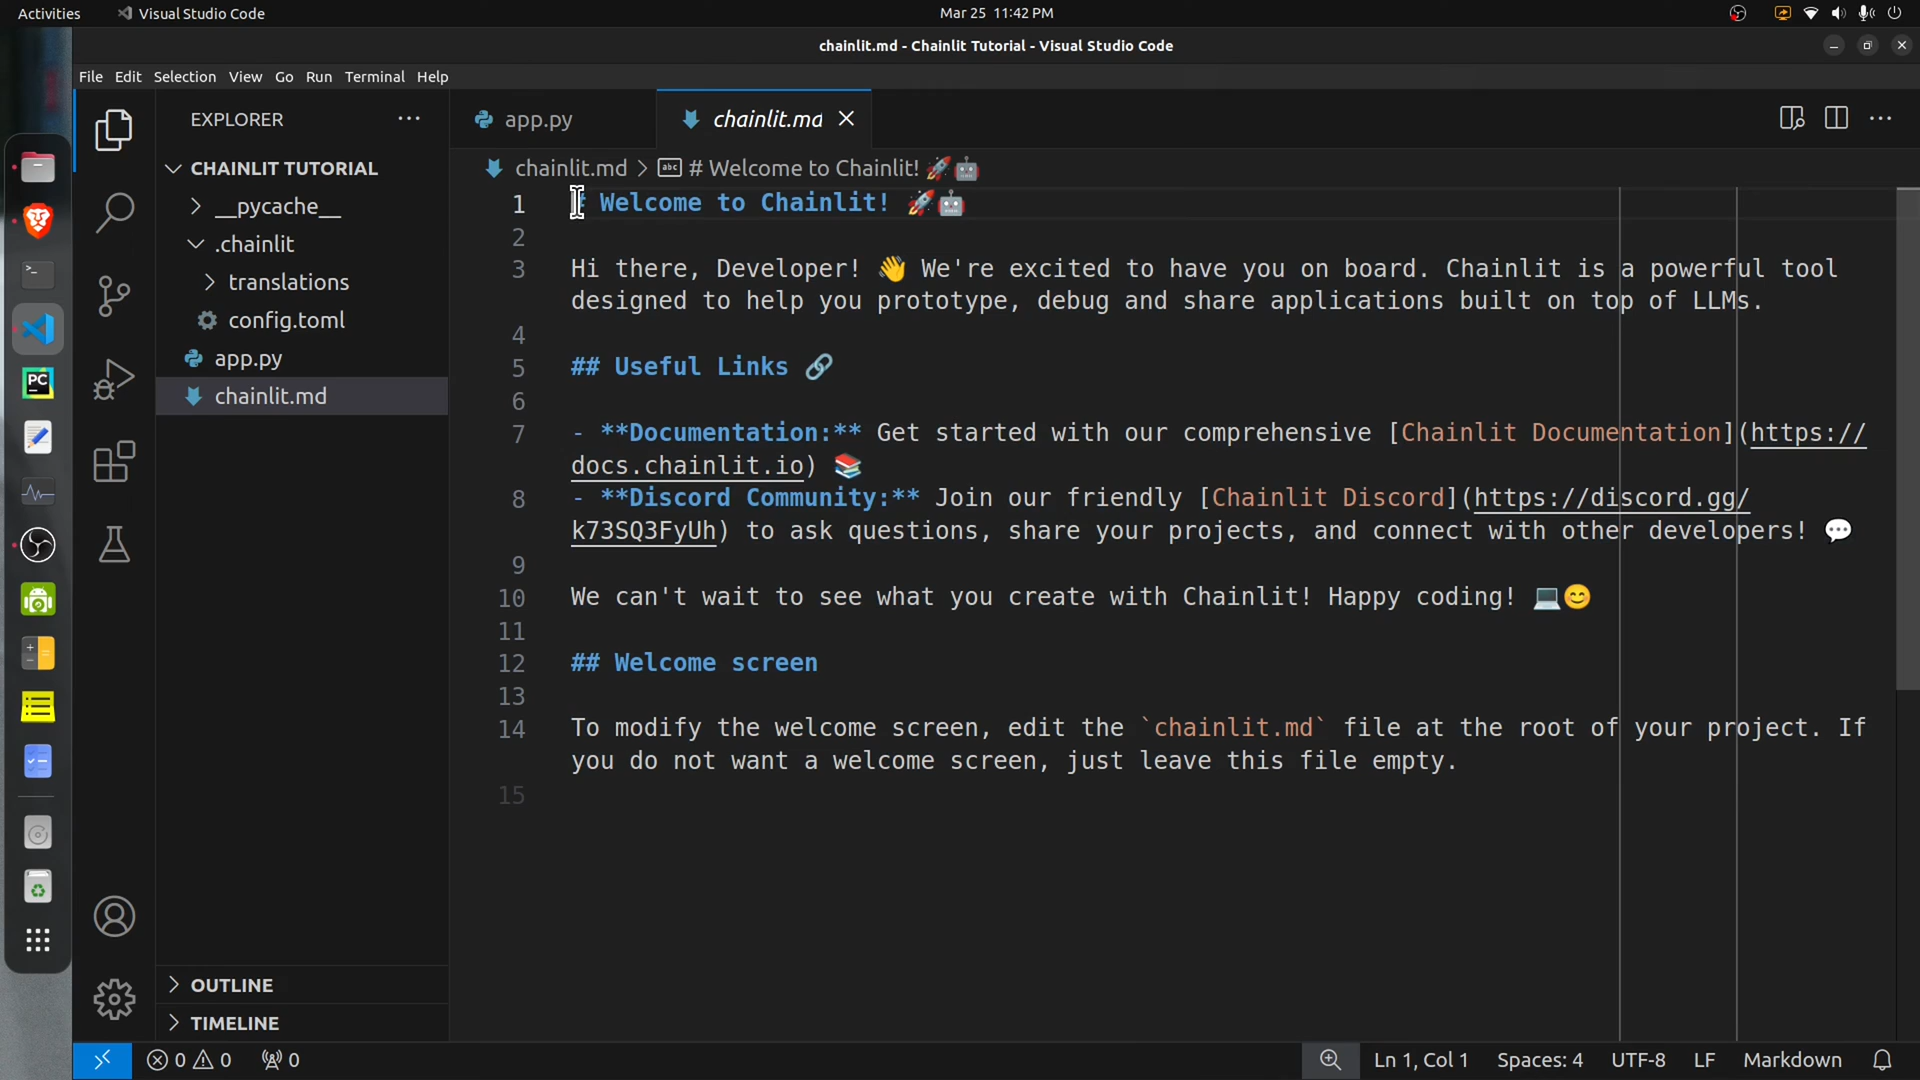 Activities
Visual Studio Code
Mar 25 11:42 PM
chainlit.md - Chainlit Tutorial - Visual Studio Code
File Edit Selection View Go Run Terminal Help
EXPLORER
CHAINLIT TUTORIAL
__pycache__
.chainlit
translations
config.toml
app.py
chainlit.md
OUTLINE
TIMELINE
app.py
chainlit.md
chainlit.md > abc # Welcome to Chainlit! 🚀🤖
1 # Welcome to Chainlit! 🚀🤖
2
3 Hi there, Developer! 👋 We're excited to have you on board. Chainlit is a powerful tool
designed to help you prototype, debug and share applications built on top of LLMs.
4
5 ## Useful Links 🔗
6
7 - **Documentation:** Get started with our comprehensive [Chainlit Documentation](https://
docs.chainlit.io) 📚
8 - **Discord Community:** Join our friendly [Chainlit Discord](https://discord.gg/
k73SQ3FyUh) to ask questions, share your projects, and connect with other developers! 💬
9
10 We can't wait to see what you create with Chainlit! Happy coding! 💻😊
11
12 ## Welcome screen
13
14 To modify the welcome screen, edit the `chainlit.md` file at the root of your project. If
you do not want a welcome screen, just leave this file empty.
15
PC
0 0 0
Ln 1, Col 1 Spaces: 4 UTF-8 LF Markdown